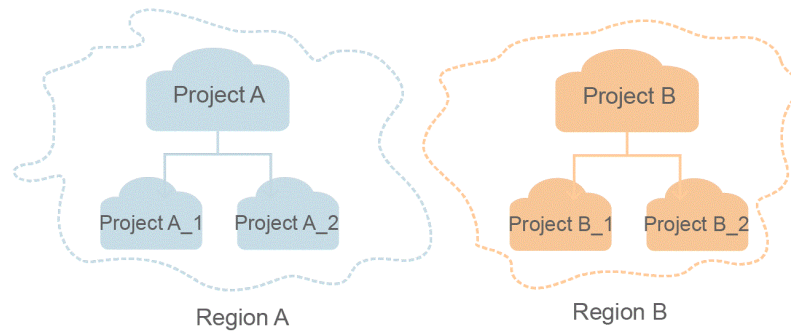 Project A
Project B
Project A_1
Project A_2
Project B_1
Project B_2
Region A
Region B